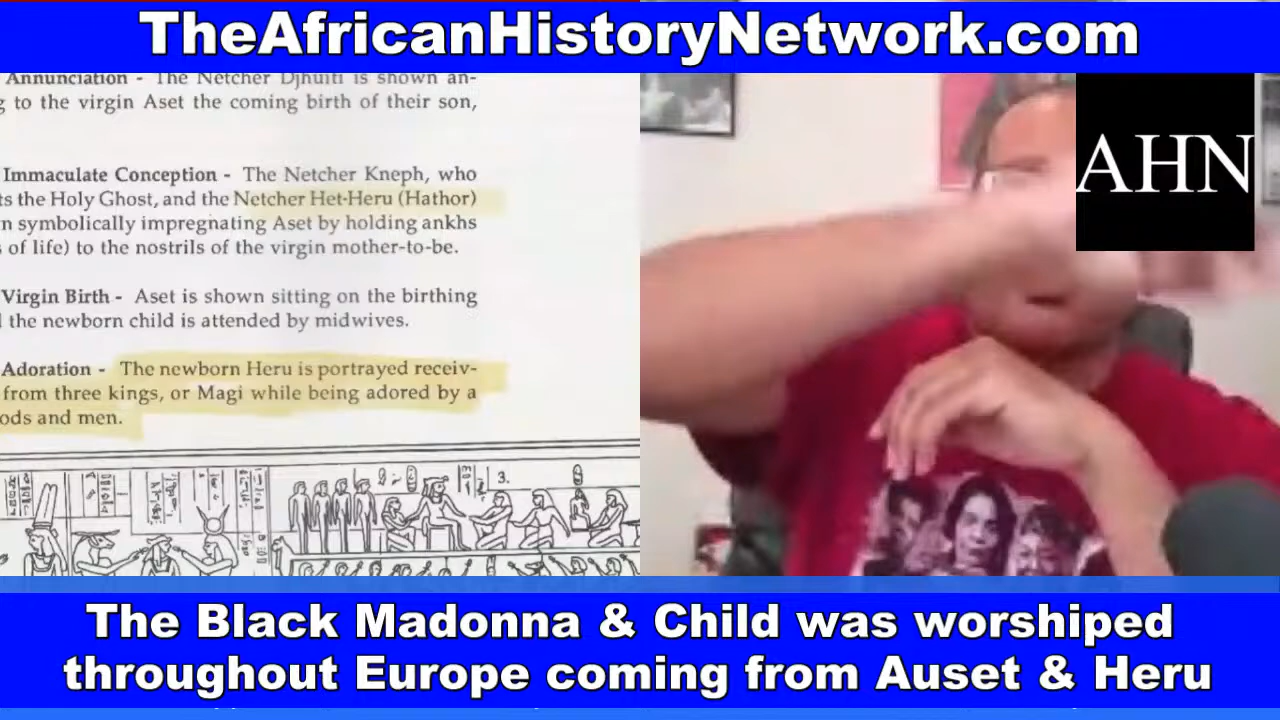 TheAfricanHistoryNetwork.com
Annunciation - The Netcher Djhuiti is shown an-
g to the virgin Aset the coming birth of their son,
Immaculate Conception - The Netcher Kneph, who
ts the Holy Ghost, and the Netcher Het-Heru (Hathor)
n symbolically impregnating Aset by holding ankhs
of life) to the nostrils of the virgin mother-to-be.
Virgin Birth - Aset is shown sitting on the birthing
the newborn child is attended by midwives.
Adoration - The newborn Heru is portrayed receiv-
from three kings, or Magi while being adored by a
ods and men.
3.
AHN
The Black Madonna & Child was worshiped
throughout Europe coming from Auset & Heru